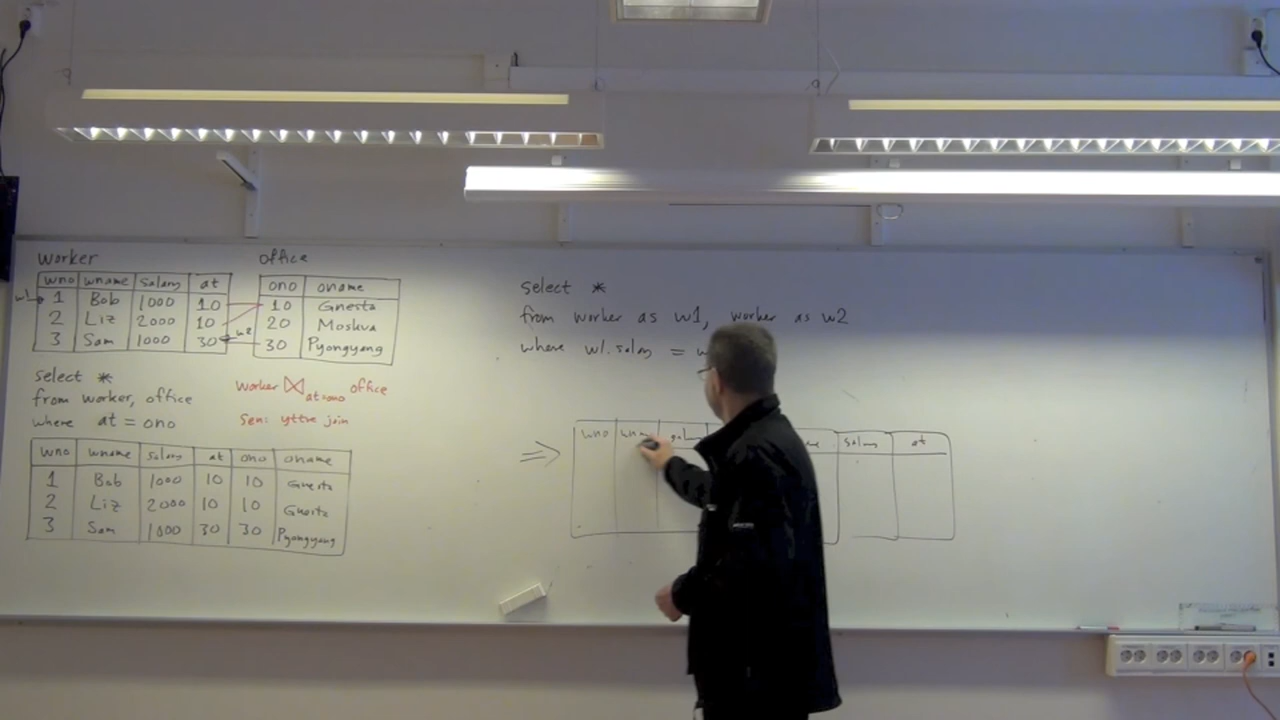 worker
wno wname salary at
w1 1 Bob 1000 10
2 Liz 2000 10
3 Sam 1000 30 w2
office
ono oname
10 Gnesta
20 Moskva
30 Pyongyang
select *
from worker, office
where at = ono
worker ⋈ at=ono office
Sen: yttre join
wno wname salary at ono oname
1 Bob 1000 10 10 Gnesta
2 Liz 2000 10 10 Gnesta
3 Sam 1000 30 30 Pyongyang
select *
from worker as w1, worker as w2
where w1.salary =
⇒
wno wname salary at